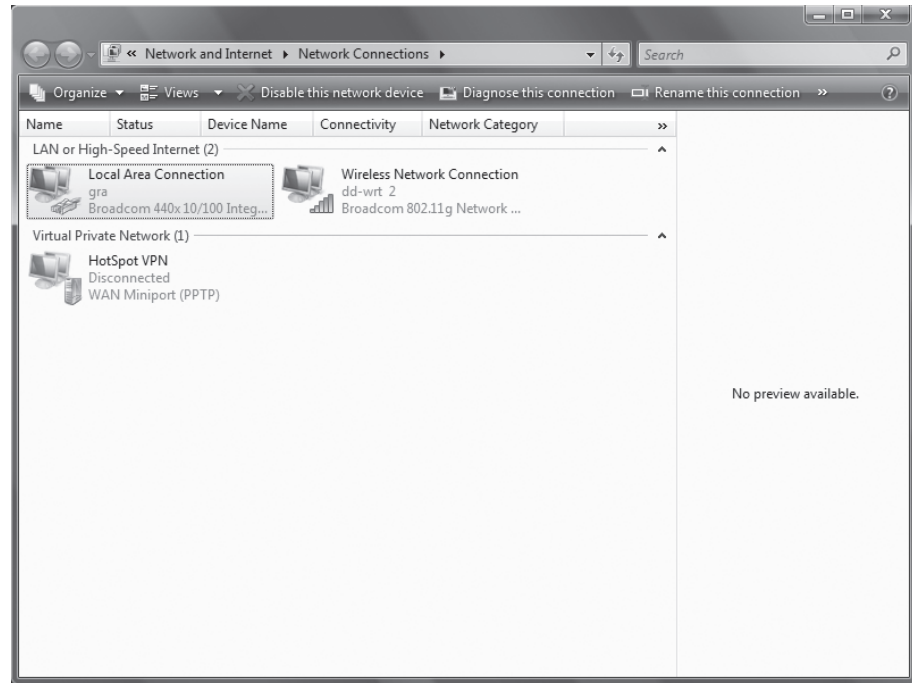 « Network and Internet ▸ Network Connections ▸ Search
Organize Views Disable this network device Diagnose this connection Rename this connection » ?
Name Status Device Name Connectivity Network Category »
LAN or High-Speed Internet (2)
Local Area Connection
gra
Broadcom 440x 10/100 Integ...
Wireless Network Connection
dd-wrt 2
Broadcom 802.11g Network ...
Virtual Private Network (1)
HotSpot VPN
Disconnected
WAN Miniport (PPTP)
No preview available.